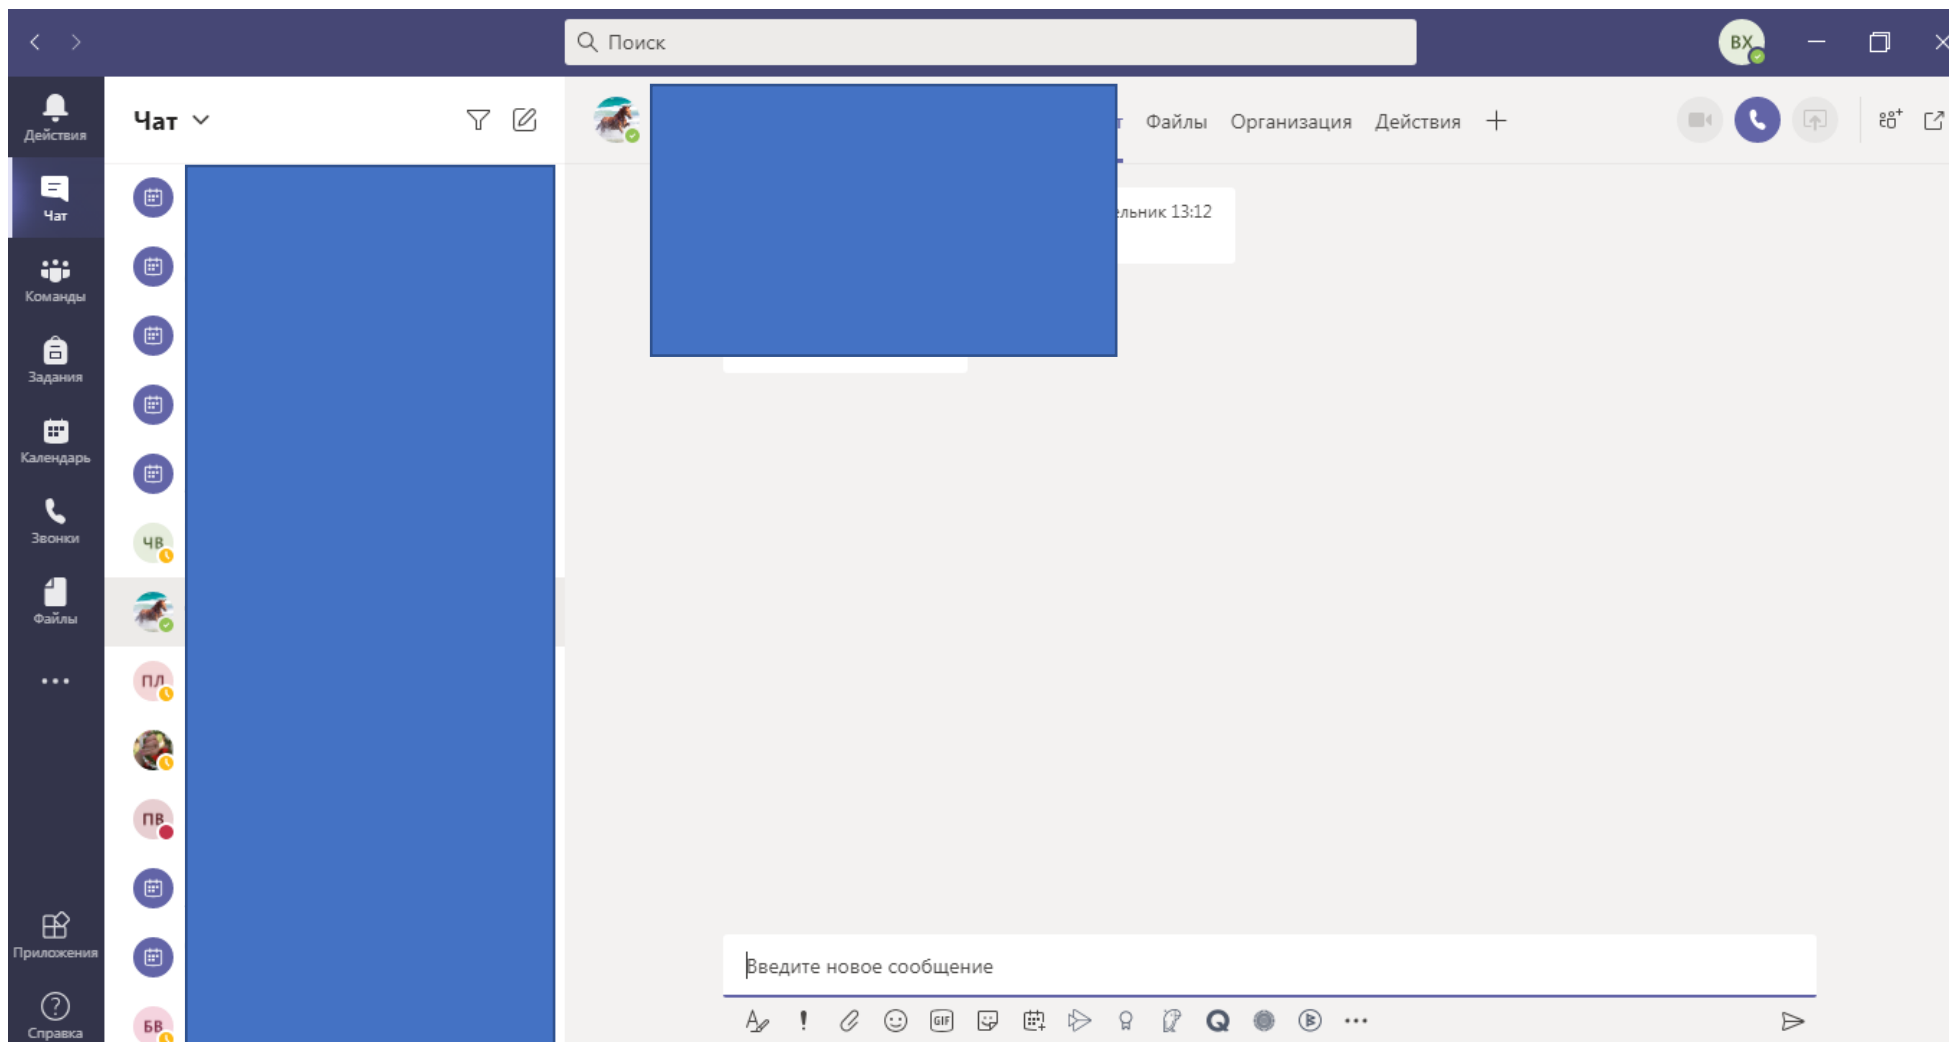 Поиск
ВХ
Действия
Чат
Файлы
Организация
Действия
Чат
Команды
13:12
Задания
Календарь
Звонки
ЧВ
Файлы
ПЛ
ПВ
Приложения
Введите новое сообщение
Справка
БВ
GIF